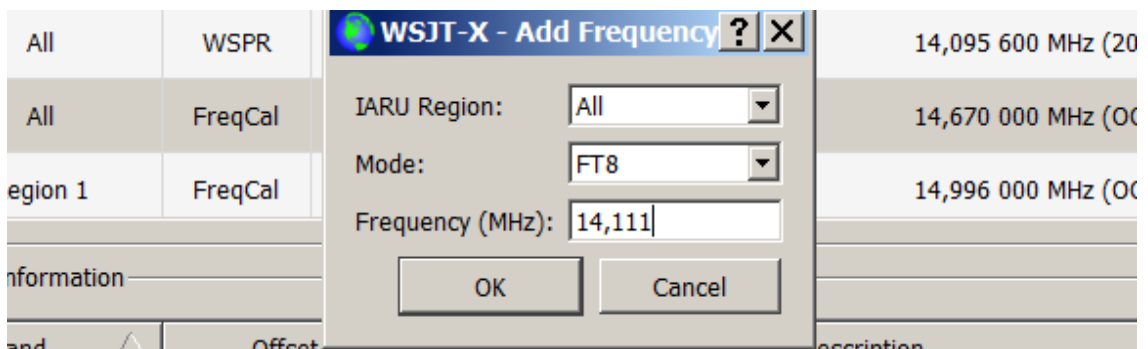 All WSPR 14,095 600 MHz (20
WSJT-X - Add Frequency ? X
IARU Region: All
All FreqCal 14,670 000 MHz (OC
Mode: FT8
egion 1 FreqCal 14,996 000 MHz (OC
Frequency (MHz): 14,111
nformation
OK Cancel
and Offset escription